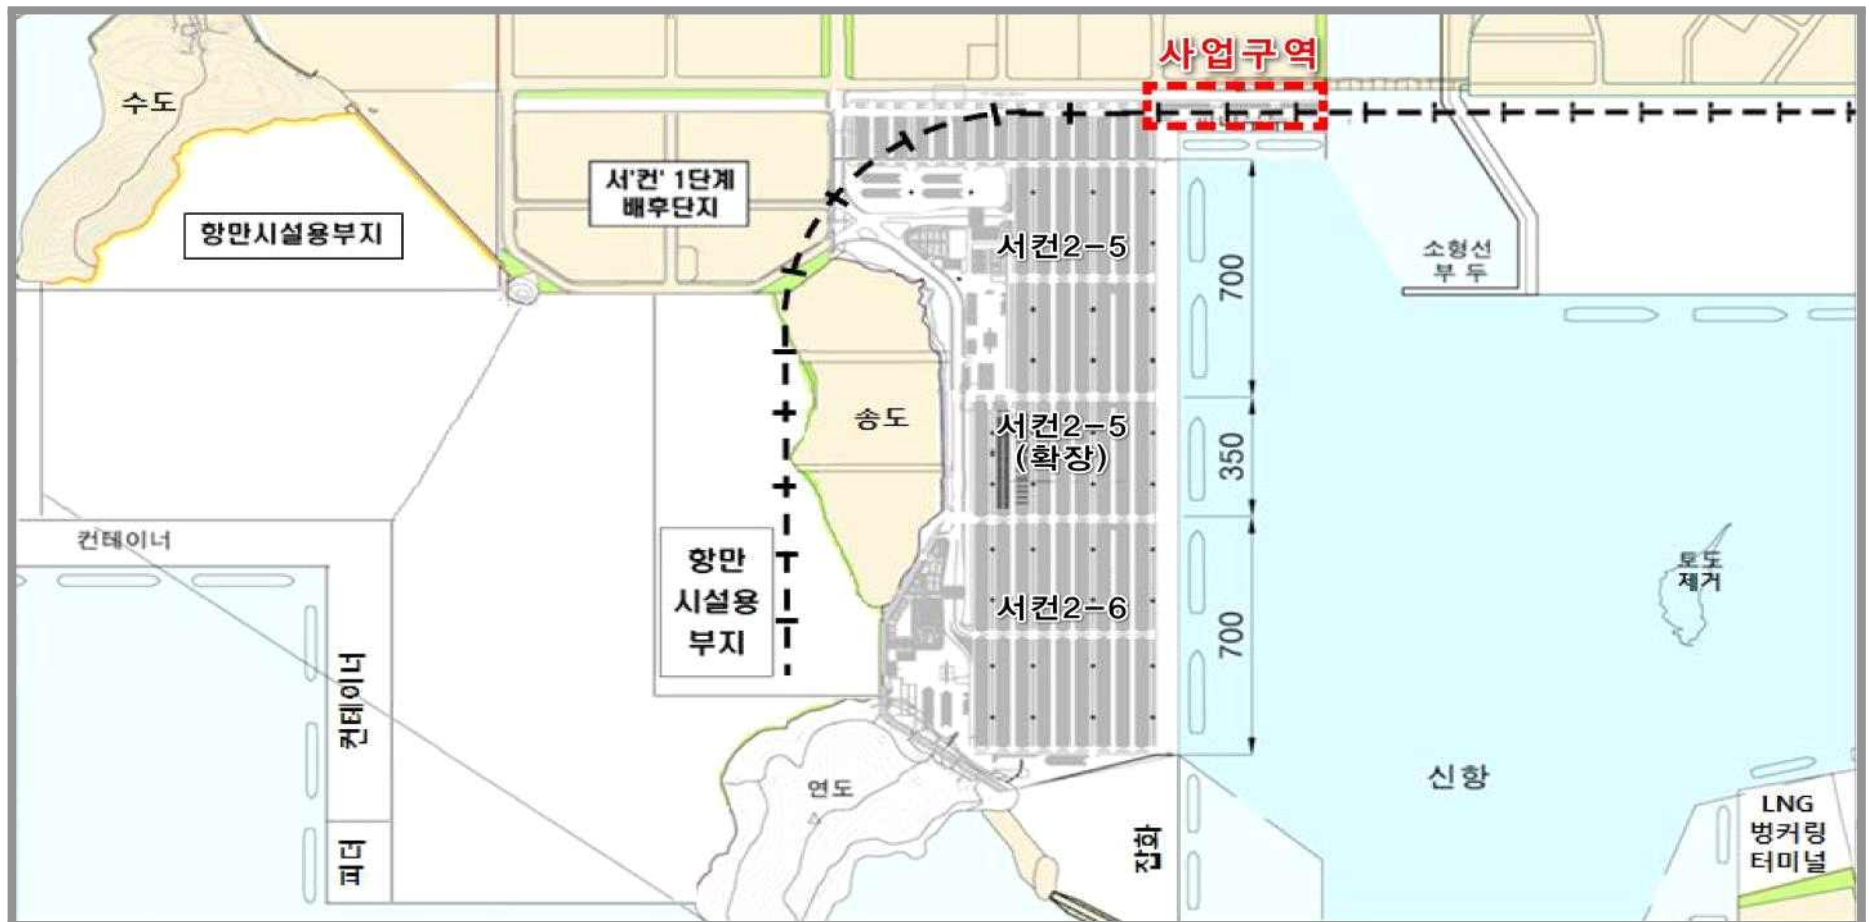 사업구역
수도
서'컨' 1단계
배후단지
항만시설용부지
서컨2-5
700
소형선
부 두
송도
서컨2-5
(확장)
350
컨테이너
항만
시설용
부지
서컨2-6
700
토도
제거
컨테이너
연도
신항
LNG
벙커링
터미널
피더
잡화